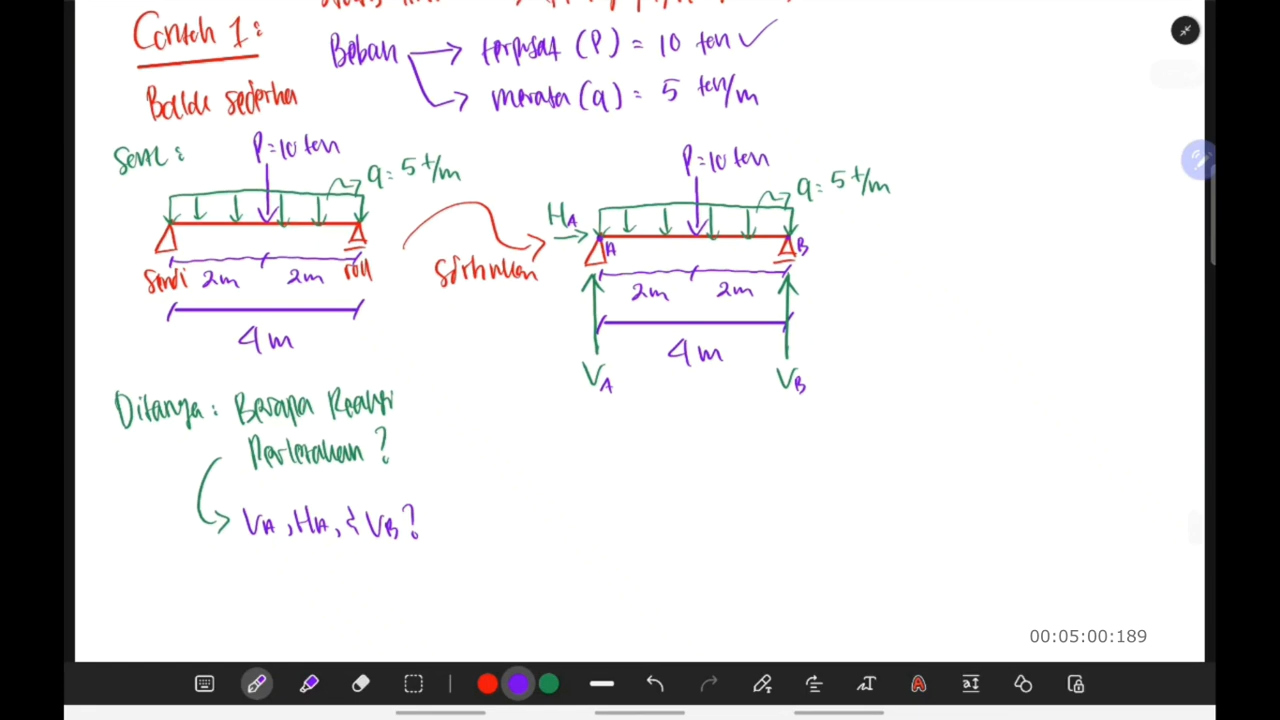 Contoh 1:
Beban → terpusat (P) = 10 ton ✓
→ merata (q) = 5 ton/m
Balok sederhana
Soal:
P=10 ton
q=5 t/m
sendi
2m
2m
roll
4m
Sederhanakan
P=10 ton
q=5 t/m
HA
A
B
2m
2m
4m
VA
VB
Ditanya: Berapa Reaksi
Perletakan?
VA, HA, & VB?
00:05:00:189